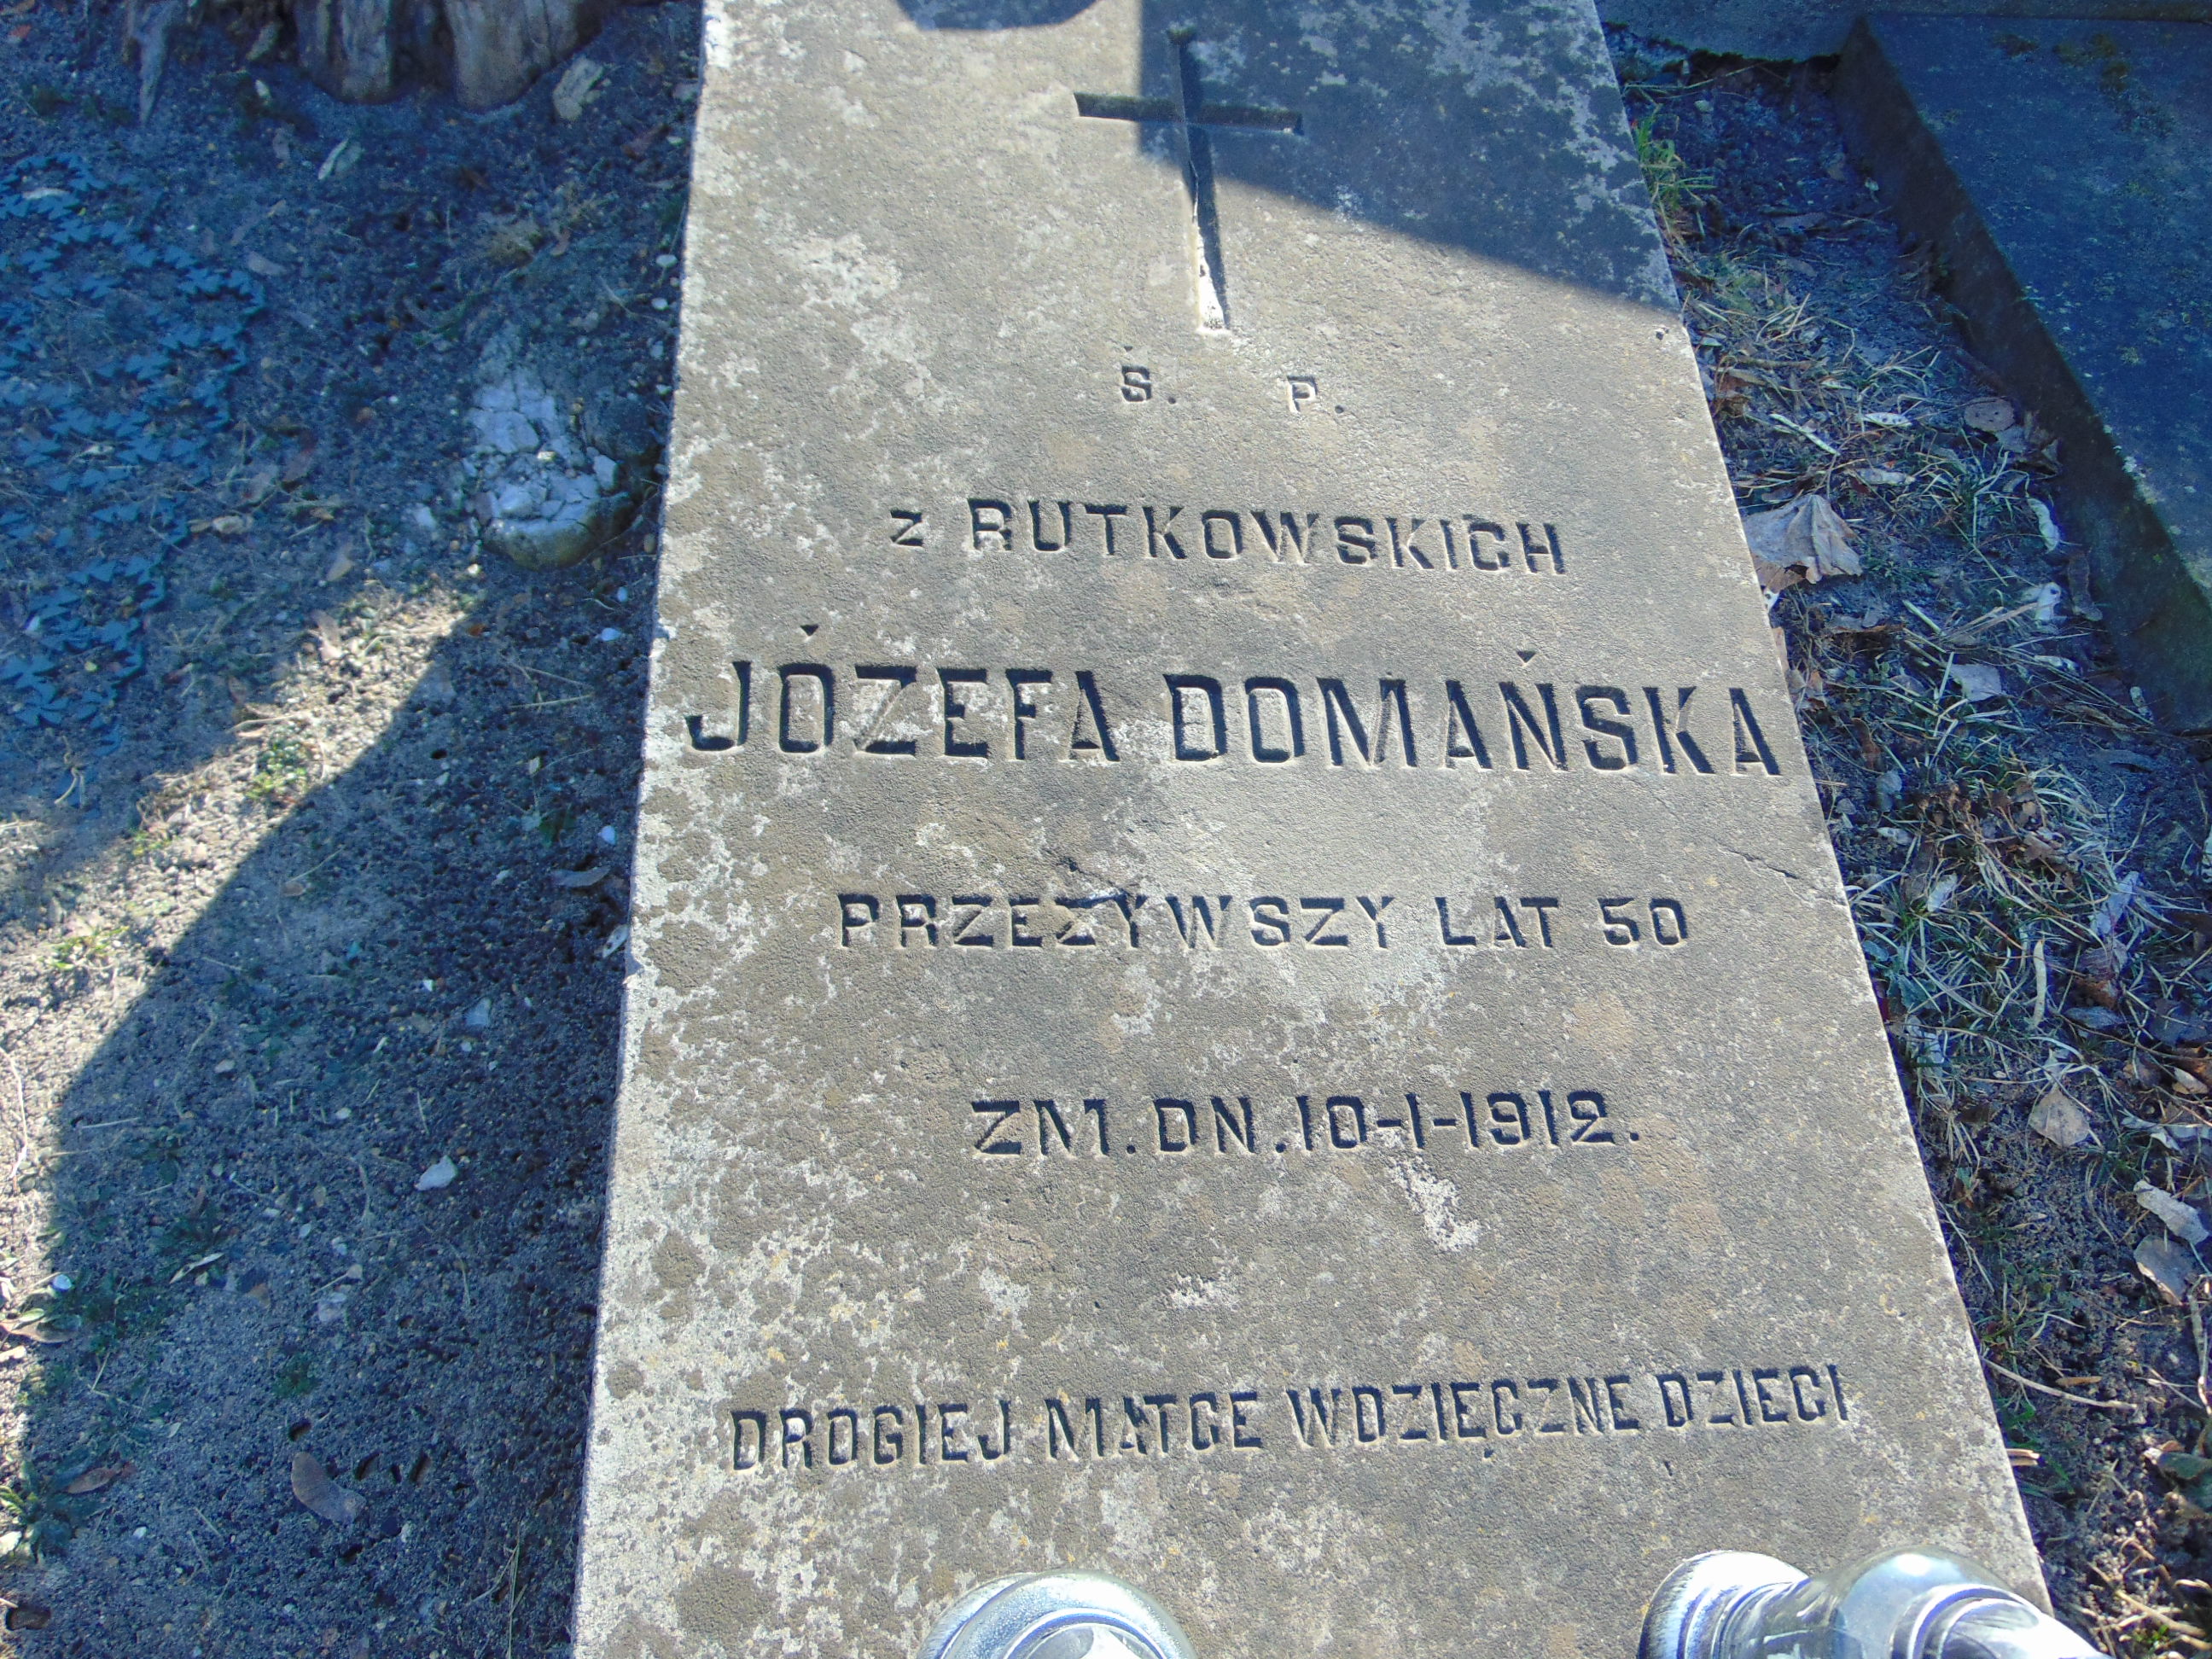 Ś. P.
z RUTKOWSKICH
JÓZEFA DOMAŃSKA
PRZEŻYWSZY LAT 50
ZM. DN. 10-I-1912.
DROGIEJ MATCE WDZIĘCZNE DZIECI